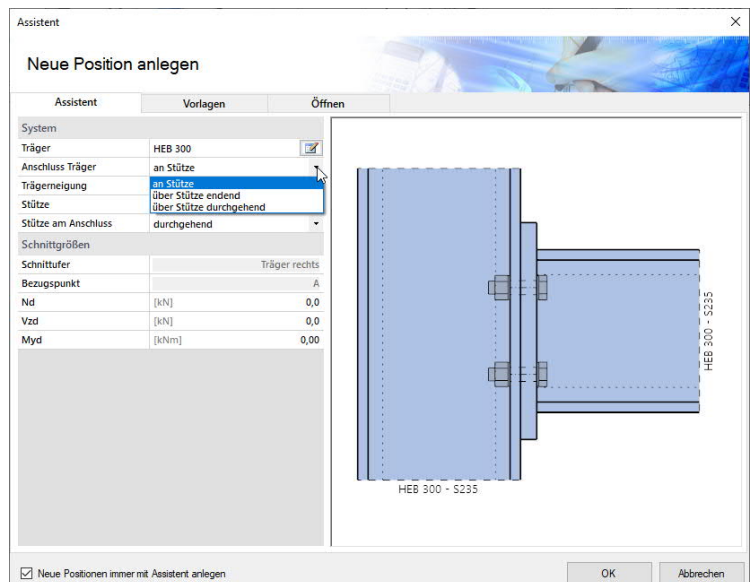 Assistent
Neue Position anlegen
Assistent Vorlagen Öffnen
System
Träger HEB 300
Anschluss Träger an Stütze
Trägerneigung an Stütze
über Stütze endend
Stütze über Stütze durchgehend
Stütze am Anschluss durchgehend
Schnittgrößen
Schnittufer Träger rechts
Bezugspunkt A
Nd [kN] 0,0
Vzd [kN] 0,0
Myd [kNm] 0,00
HEB 300 - S235
HEB 300 - S235
Neue Positionen immer mit Assistent anlegen
OK Abbrechen